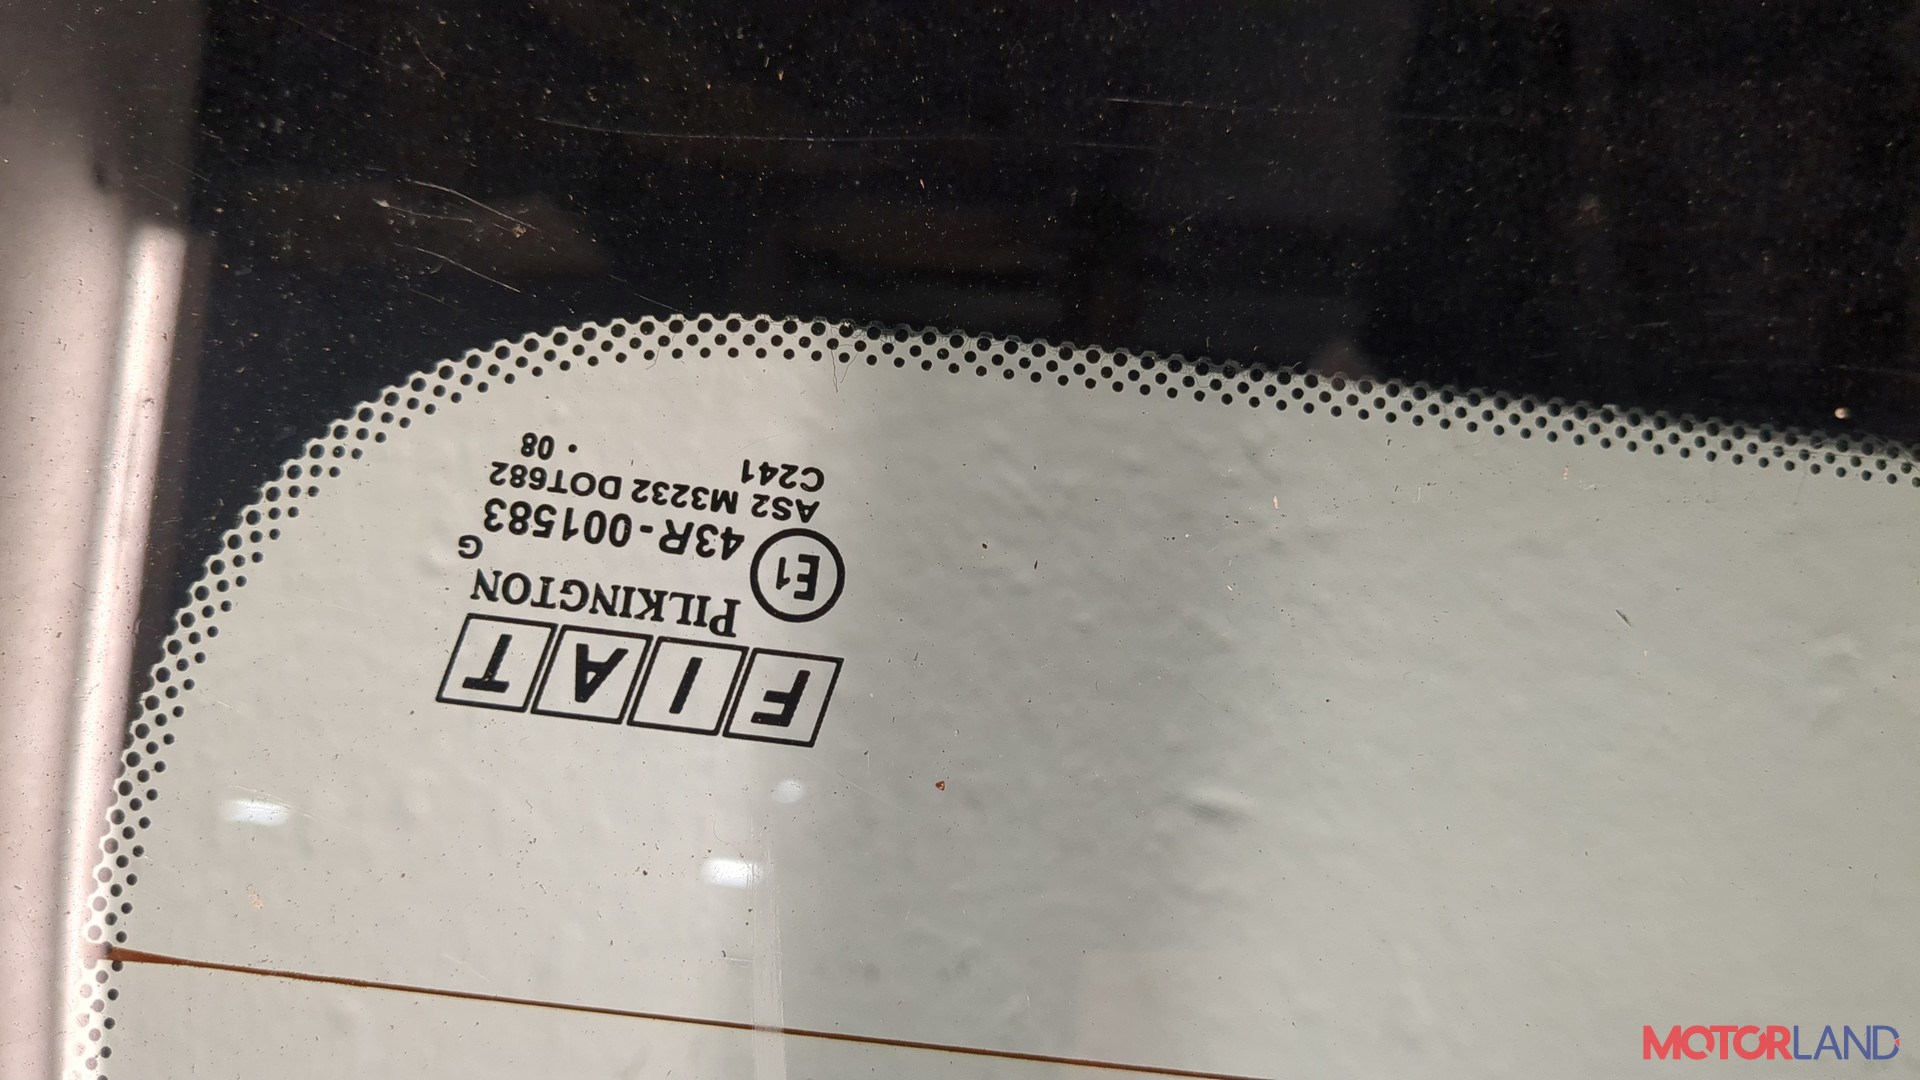 FIAT
PILKINGTON
G
E1 43R-001583
AS2 M3232 DOT682
C241
· 08
MOTORLAND